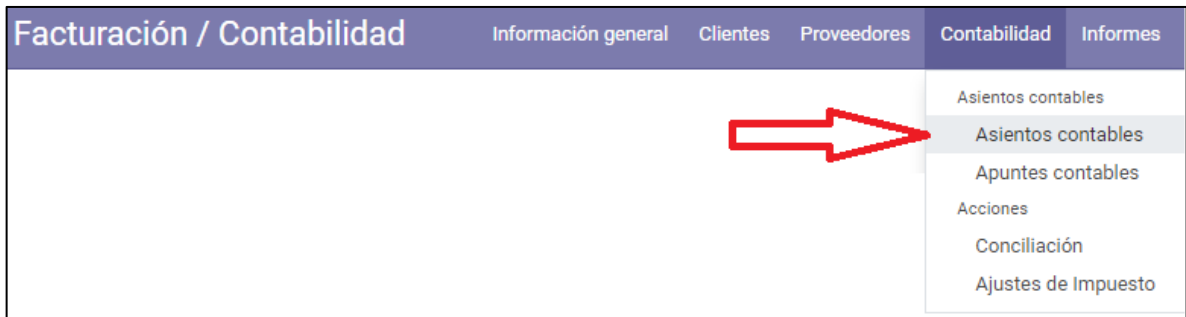 Facturación / Contabilidad Información general Clientes Proveedores Contabilidad Informes
Asientos contables
Asientos contables
Apuntes contables
Acciones
Conciliación
Ajustes de Impuesto